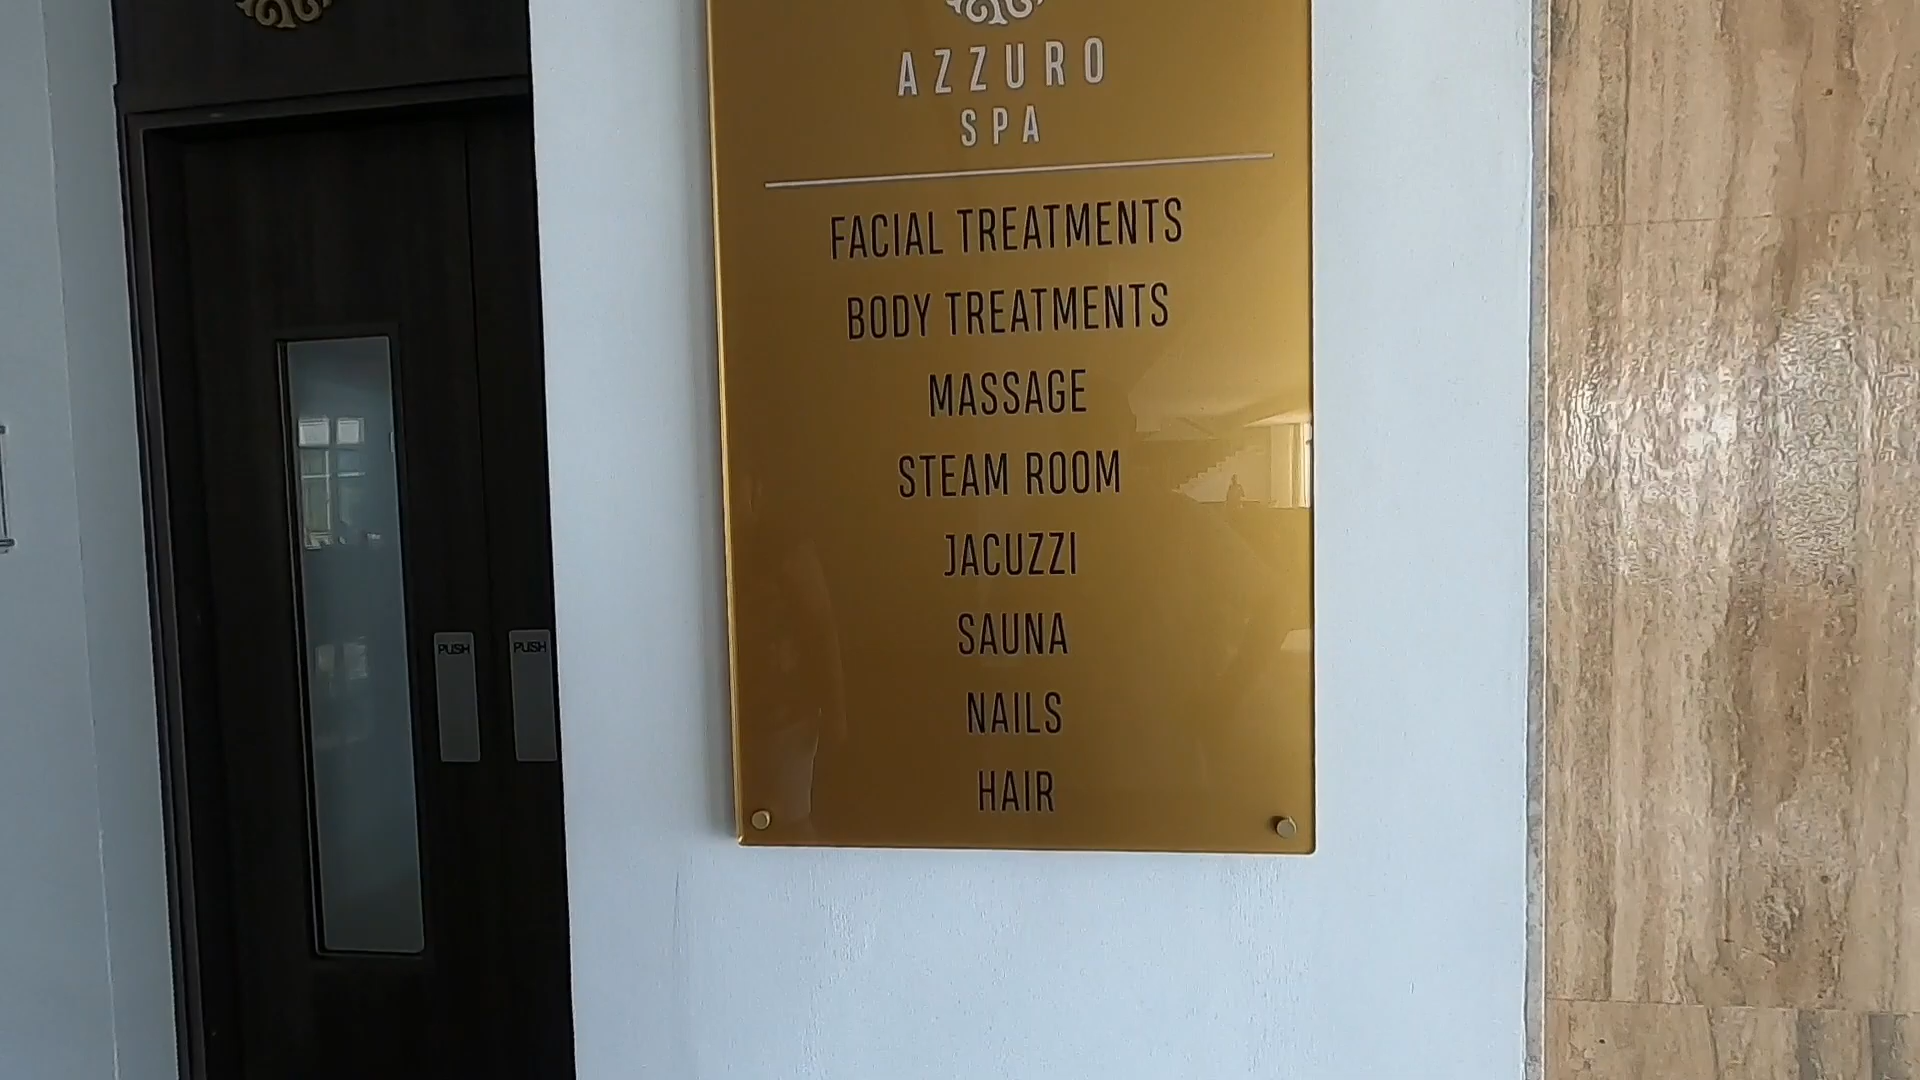 AZZURO
SPA
FACIAL TREATMENTS
BODY TREATMENTS
MASSAGE
STEAM ROOM
JACUZZI
SAUNA
NAILS
HAIR
PUSH PUSH